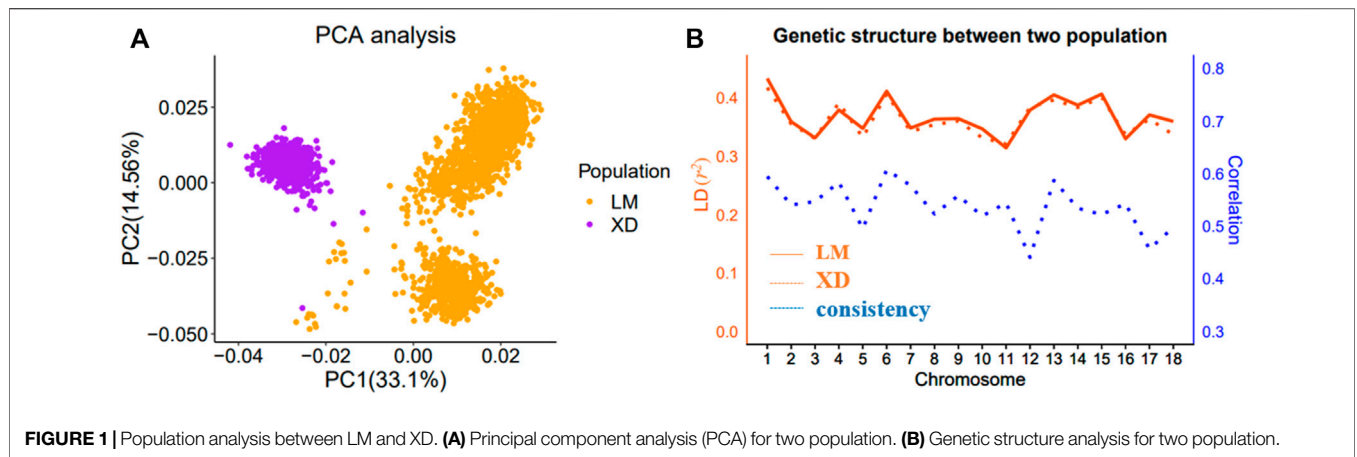 A
PCA analysis
PC2(14.56%)
0.025
0.000
−0.025
−0.050
−0.04
−0.02
0.00
0.02
PC1(33.1%)
Population
LM
XD
B
Genetic structure between two population
LD (r²)
0.4
0.3
0.2
0.1
0.0
LM
XD
consistency
0.8
0.7
0.6
0.5
0.4
0.3
Correlation
1 2 3 4 5 6 7 8 9 10 11 12 13 14 15 16 17 18
Chromosome
FIGURE 1 | Population analysis between LM and XD. (A) Principal component analysis (PCA) for two population. (B) Genetic structure analysis for two population.